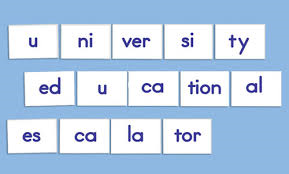 u ni ver si ty
ed u ca tion al
es ca la tor